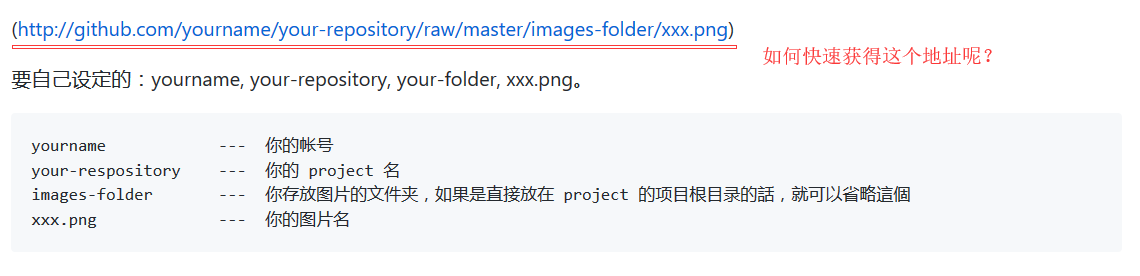 (http://github.com/yourname/your-repository/raw/master/images-folder/xxx.png)
如何快速获得这个地址呢？
要自己设定的：yourname, your-repository, your-folder, xxx.png。
yourname --- 你的帐号
your-respository --- 你的 project 名
images-folder --- 你存放图片的文件夹，如果是直接放在 project 的项目根目录的話，就可以省略這個
xxx.png --- 你的图片名